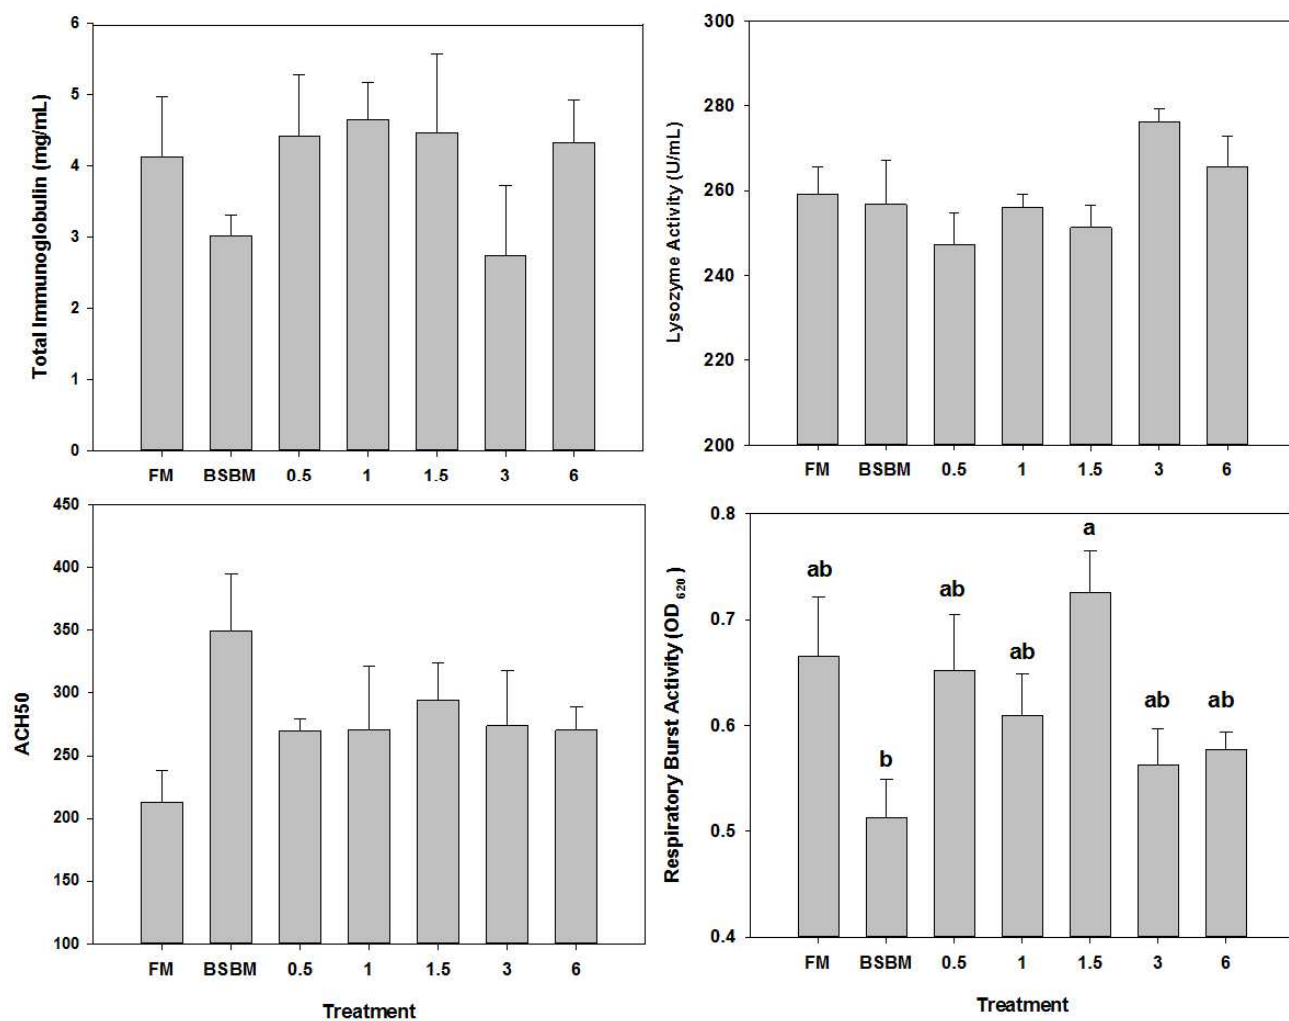 Total Immunoglobulin (mg/mL)
6
5
4
3
2
1
0
FM BSBM 0.5 1 1.5 3 6
Lysozyme Activity (U/mL)
300
280
260
240
220
200
FM BSBM 0.5 1 1.5 3 6
ACH50
450
400
350
300
250
200
150
100
FM BSBM 0.5 1 1.5 3 6
Treatment
Respiratory Burst Activity (OD620)
0.8
0.7
0.6
0.5
0.4
ab b ab ab a ab ab
FM BSBM 0.5 1 1.5 3 6
Treatment